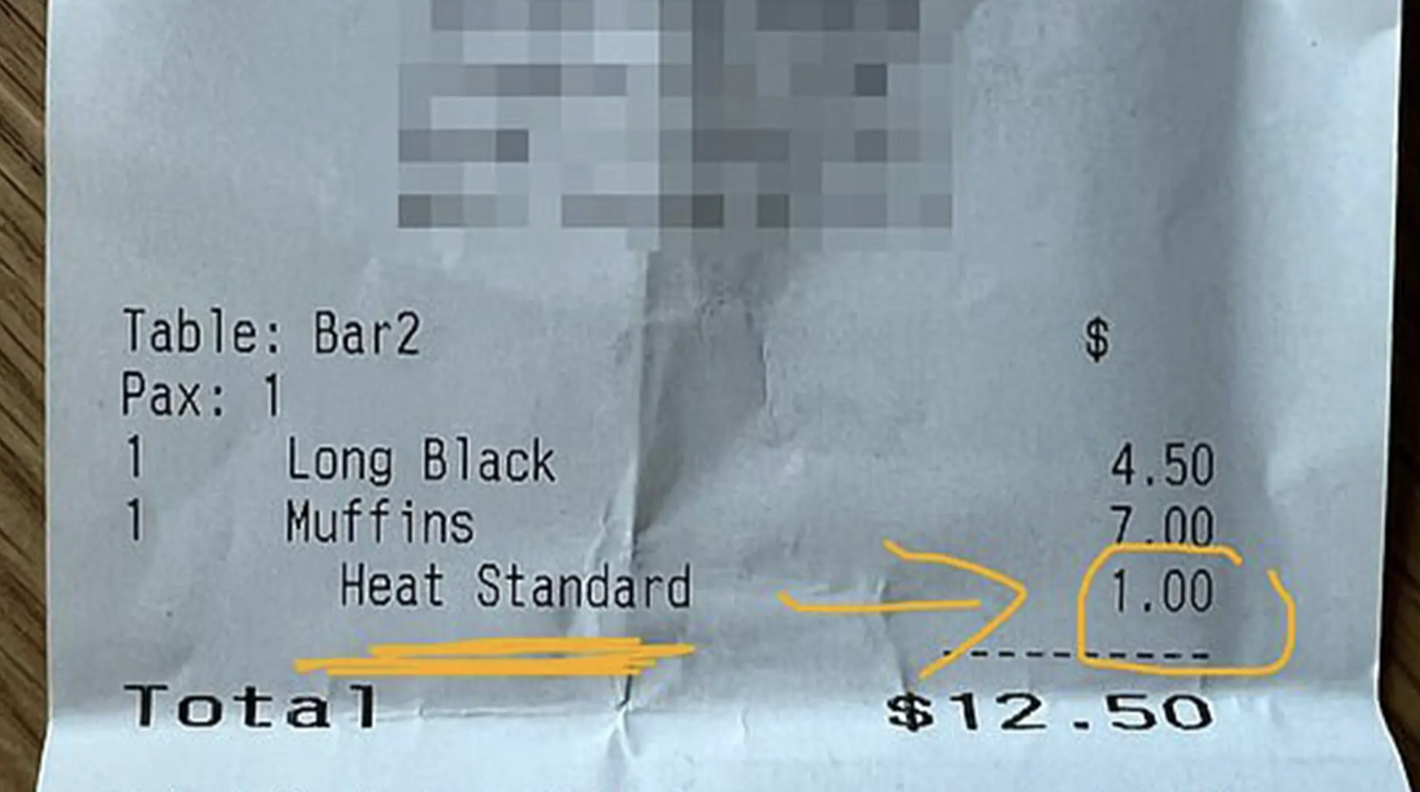 Table: Bar2 $
Pax: 1
1 Long Black 4.50
1 Muffins 7.00
Heat Standard 1.00
----------
Total $12.50